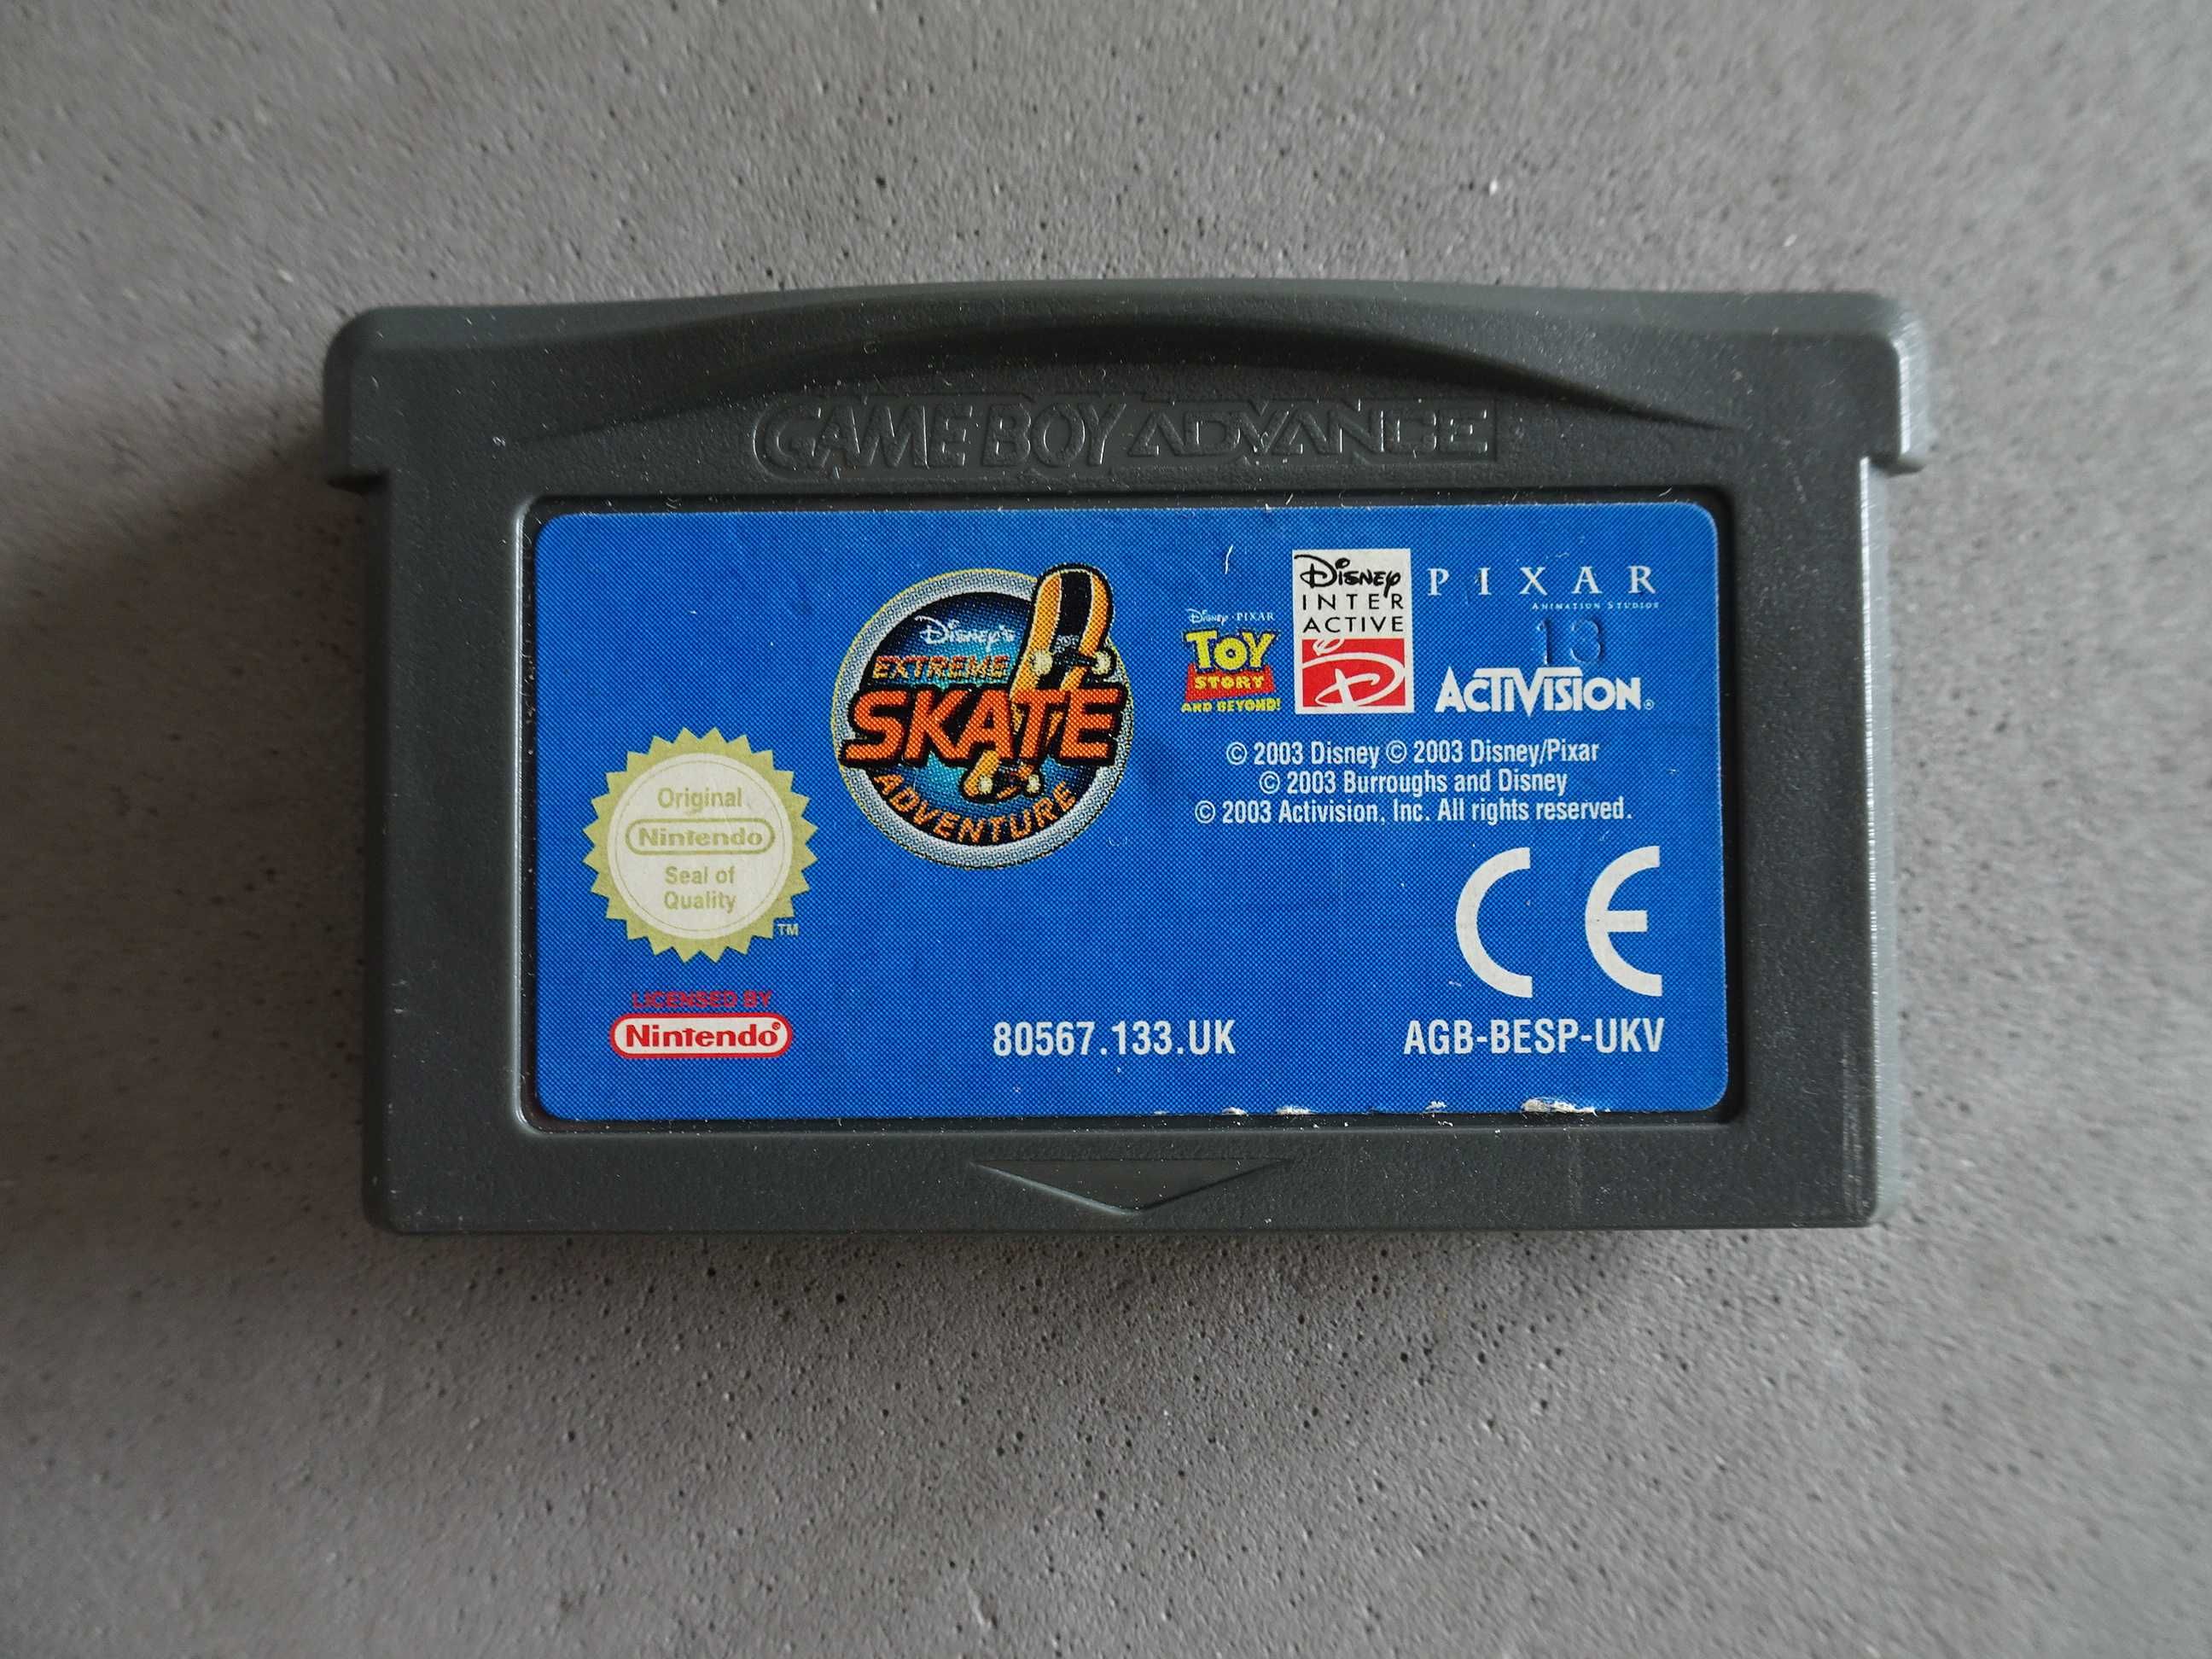 GAME BOY ADVANCE
Disney's
EXTREME
SKATE
ADVENTURE
Disney · PIXAR
TOY
STORY
AND BEYOND!
Disney
INTER
ACTIVE
D
PIXAR
ANIMATION STUDIOS
13
ACTIVISION®
© 2003 Disney © 2003 Disney/Pixar
© 2003 Burroughs and Disney
© 2003 Activision, Inc. All rights reserved.
Original
Nintendo
Seal of
Quality
TM
CE
LICENSED BY
Nintendo®
80567.133.UK
AGB-BESP-UKV